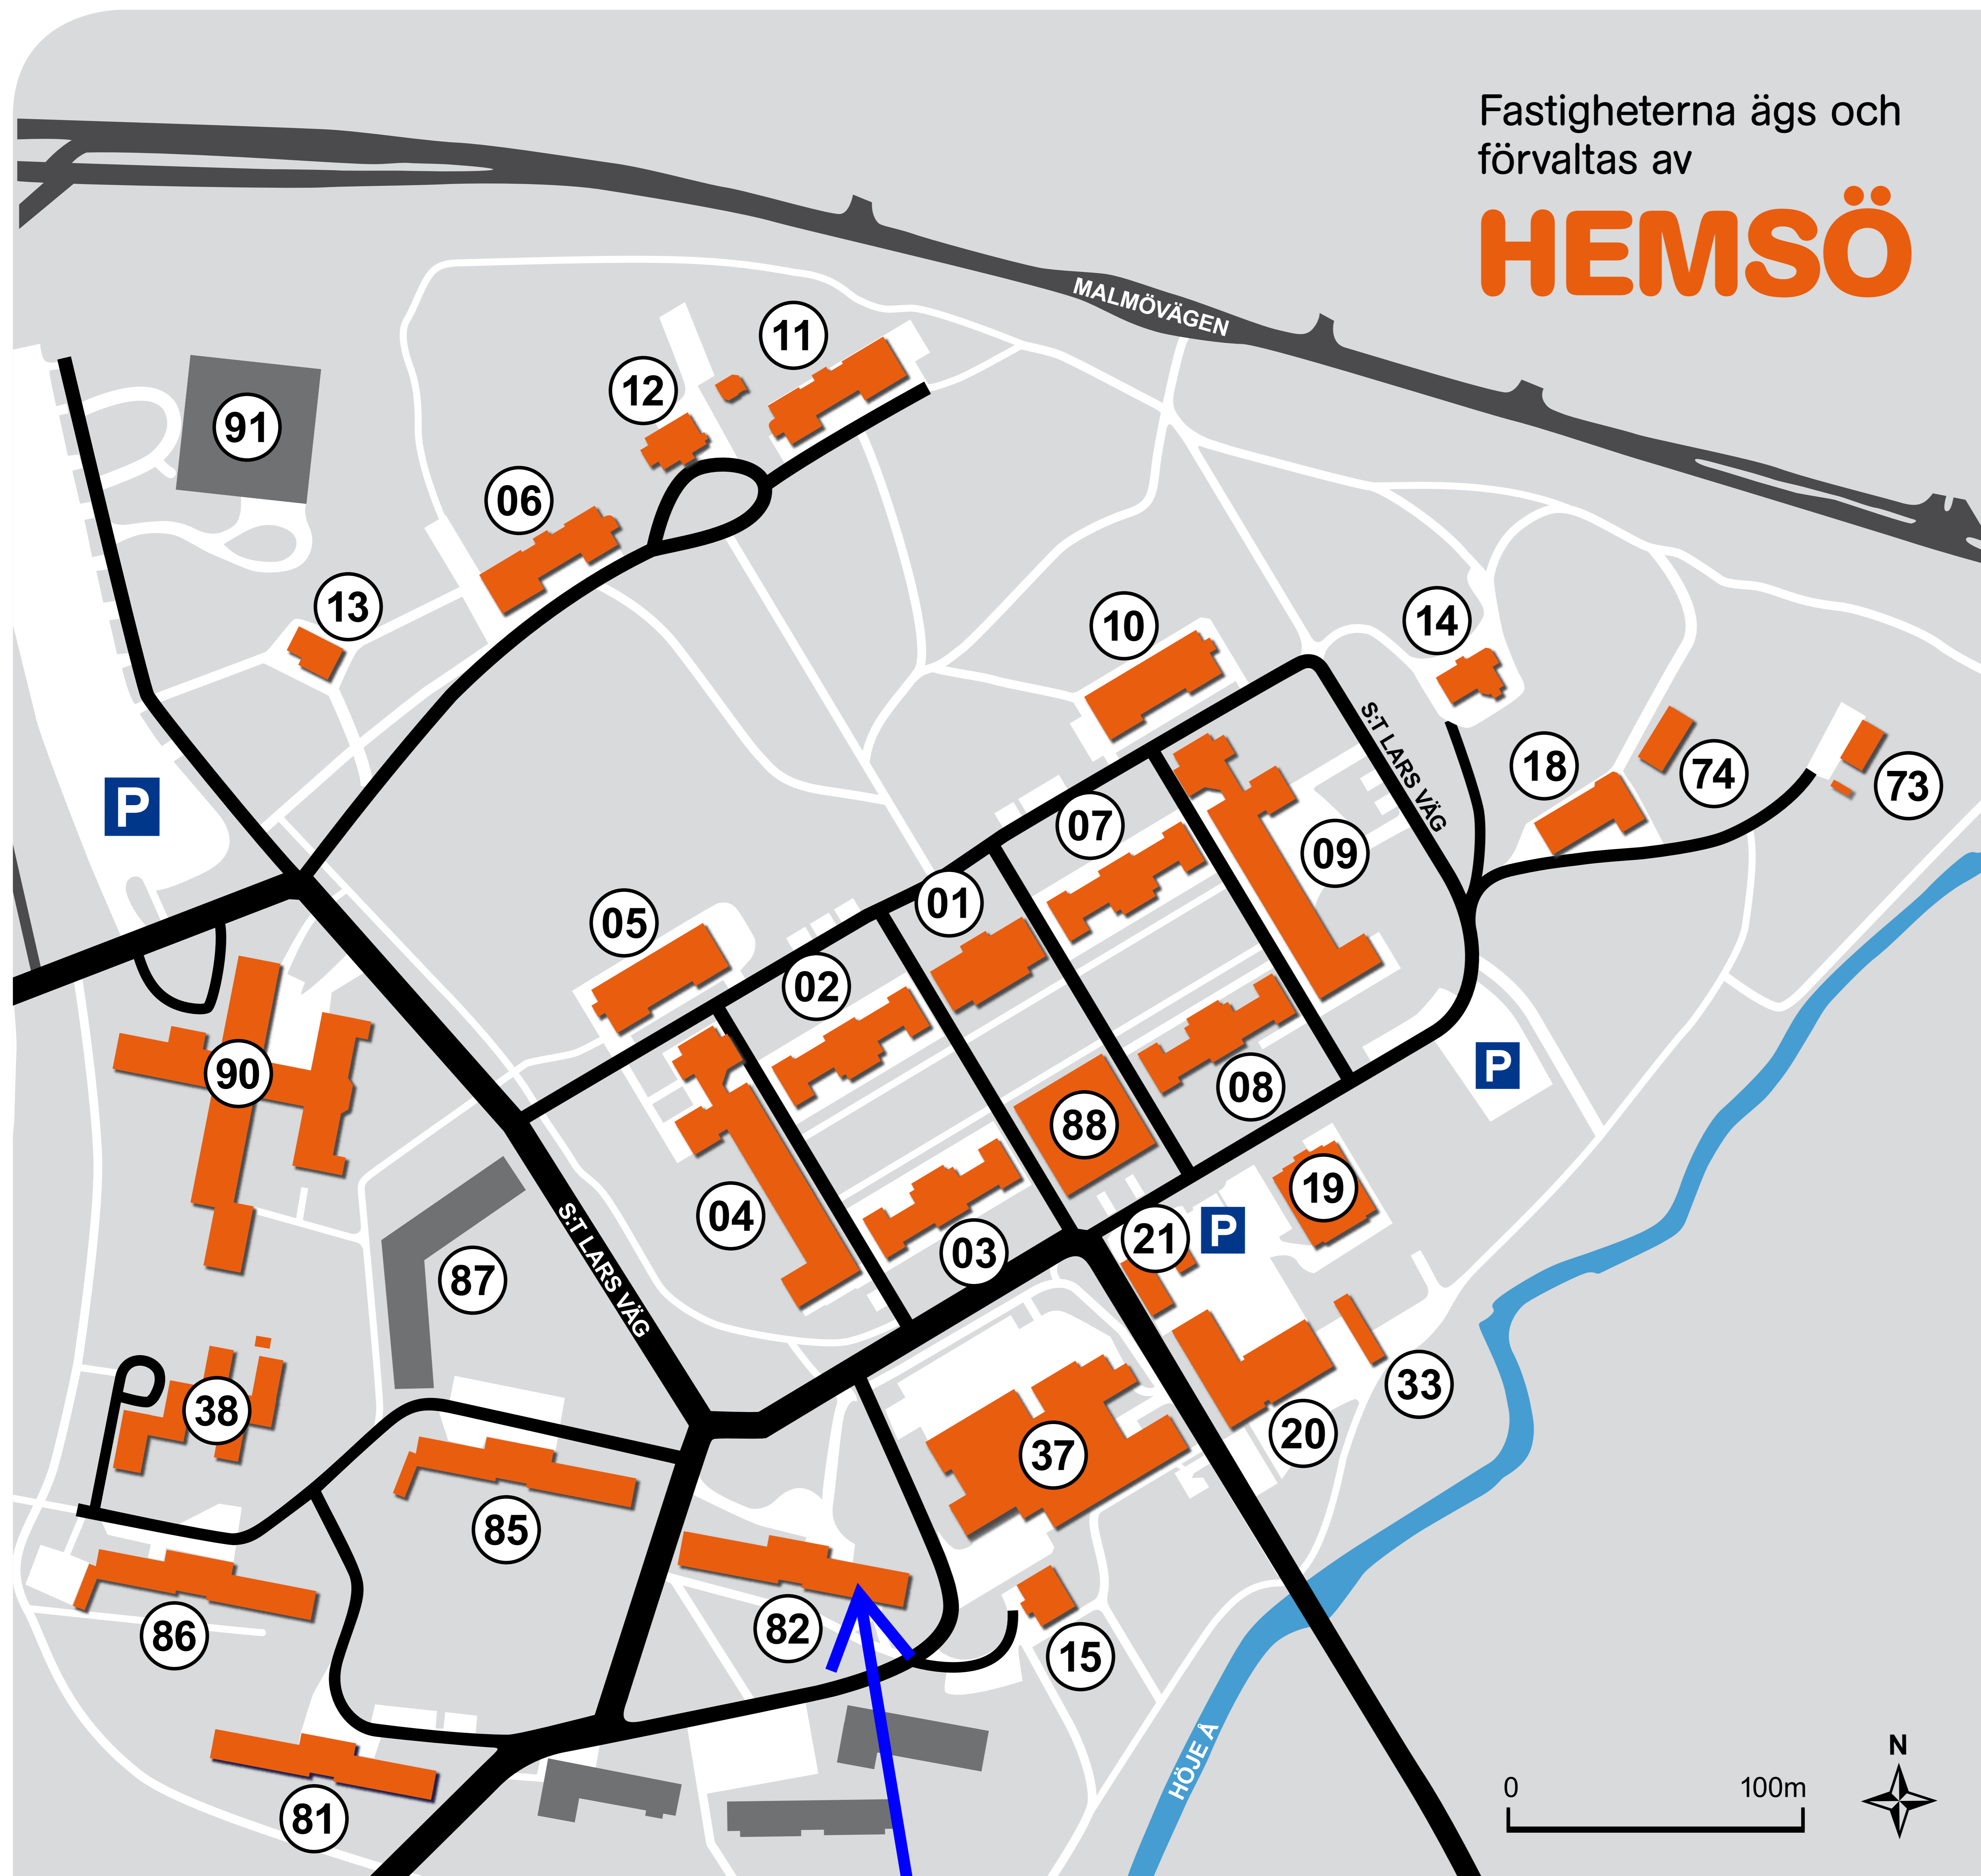 Fastigheterna ägs och
förvaltas av
HEMSÖ
MALMÖVÄGEN
11
12
91
06
13
10
14
S:T LARS VÄG
18
74
73
P
07
09
01
05
02
P
90
88
08
19
04
03
21
P
S:T LARS VÄG
87
33
38
20
37
85
82
86
15
HÖJE Å
N
0 100m
81